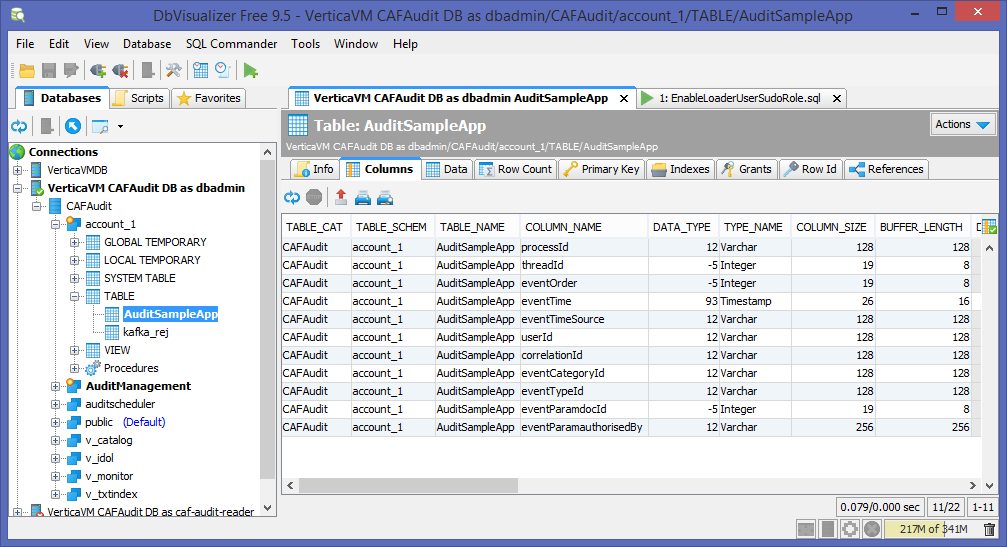 DbVisualizer Free 9.5 - VerticaVM CAFAudit DB as dbadmin/CAFAudit/account_1/TABLE/AuditSampleApp
File Edit View Database SQL Commander Tools Window Help
Databases Scripts Favorites
VerticaVM CAFAudit DB as dbadmin AuditSampleApp 1: EnableLoaderUserSudoRole.sql
Table: AuditSampleApp
Actions
VerticaVM CAFAudit DB as dbadmin/CAFAudit/account_1/TABLE/AuditSampleApp
Info Columns Data Row Count Primary Key Indexes Grants Row Id References
Connections
VerticaVMDB
VerticaVM CAFAudit DB as dbadmin
CAFAudit
account_1
GLOBAL TEMPORARY
LOCAL TEMPORARY
SYSTEM TABLE
TABLE
AuditSampleApp
kafka_rej
VIEW
Procedures
AuditManagement
auditscheduler
public (Default)
v_catalog
v_idol
v_monitor
v_txtindex
VerticaVM CAFAudit DB as caf-audit-reader
TABLE_CAT TABLE_SCHEM TABLE_NAME COLUMN_NAME DATA_TYPE TYPE_NAME COLUMN_SIZE BUFFER_LENGTH D
CAFAudit account_1 AuditSampleApp processId 12 Varchar 128 128
CAFAudit account_1 AuditSampleApp threadId -5 Integer 19 8
CAFAudit account_1 AuditSampleApp eventOrder -5 Integer 19 8
CAFAudit account_1 AuditSampleApp eventTime 93 Timestamp 26 16
CAFAudit account_1 AuditSampleApp eventTimeSource 12 Varchar 128 128
CAFAudit account_1 AuditSampleApp userId 12 Varchar 128 128
CAFAudit account_1 AuditSampleApp correlationId 12 Varchar 128 128
CAFAudit account_1 AuditSampleApp eventCategoryId 12 Varchar 128 128
CAFAudit account_1 AuditSampleApp eventTypeId 12 Varchar 128 128
CAFAudit account_1 AuditSampleApp eventParamdocId -5 Integer 19 8
CAFAudit account_1 AuditSampleApp eventParamauthorisedBy 12 Varchar 256 256
0.079/0.000 sec 11/22 1-11
217M of 341M